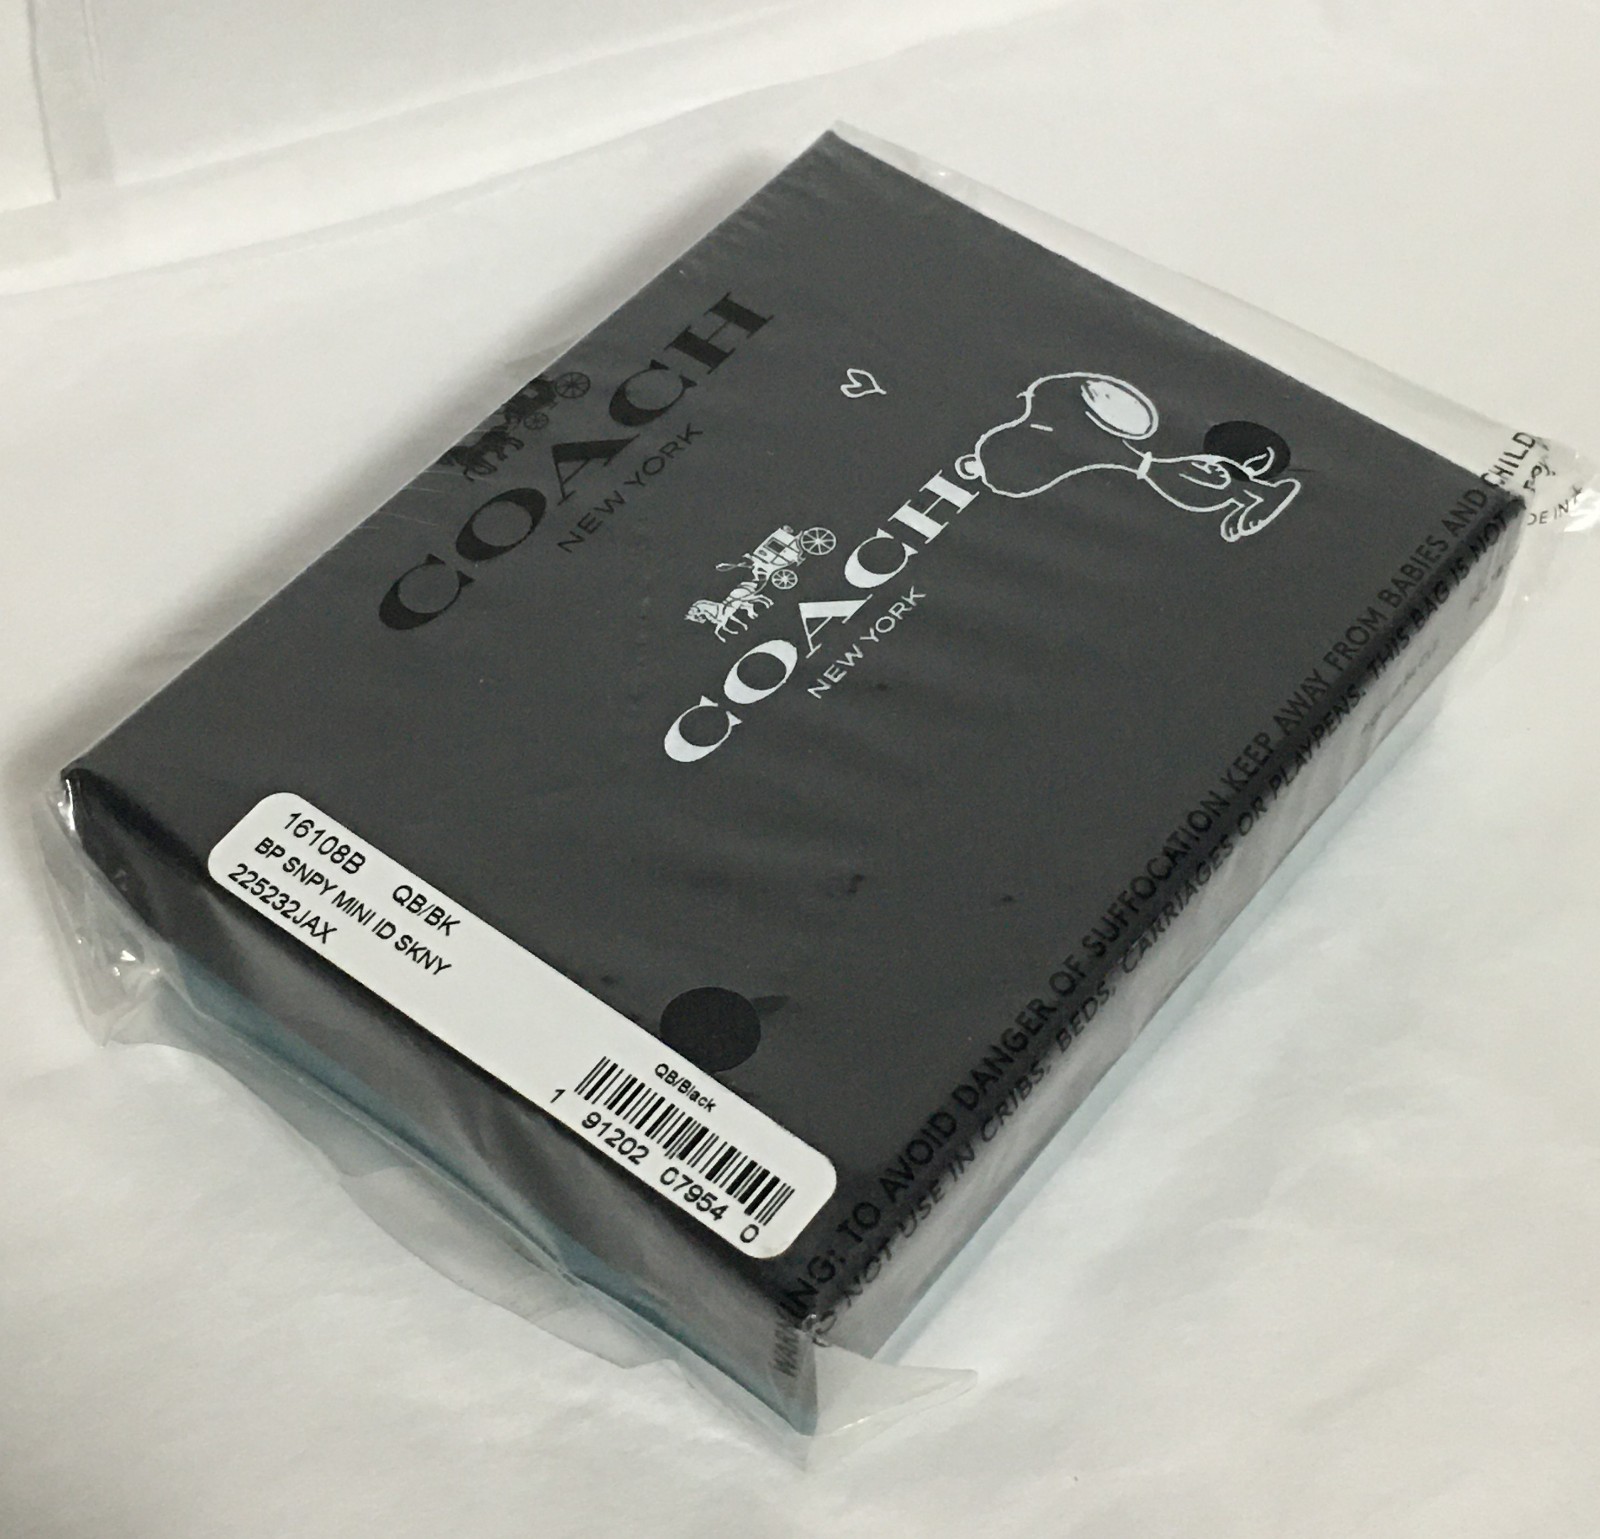 COACH
NEW YORK
COACH
NEW YORK
16108B QB/BK
BP SNPY MINI ID SKNY
225232JAX
QB/Black
1 91202 07954 0
WARNING: TO AVOID DANGER OF SUFFOCATION KEEP AWAY FROM BABIES AND CHILD
DO NOT USE IN CRIBS, BEDS, CARRIAGES OR PLAYPENS. THIS BAG IS NOT A